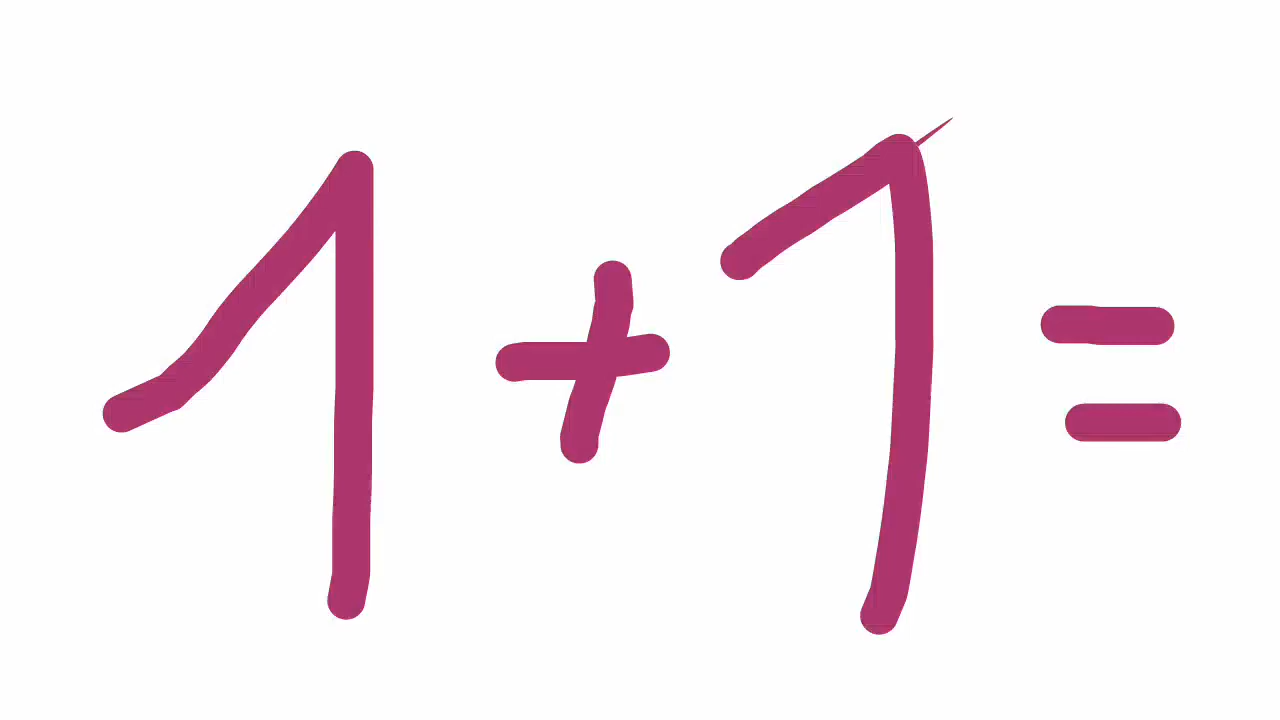 1 + 1 =